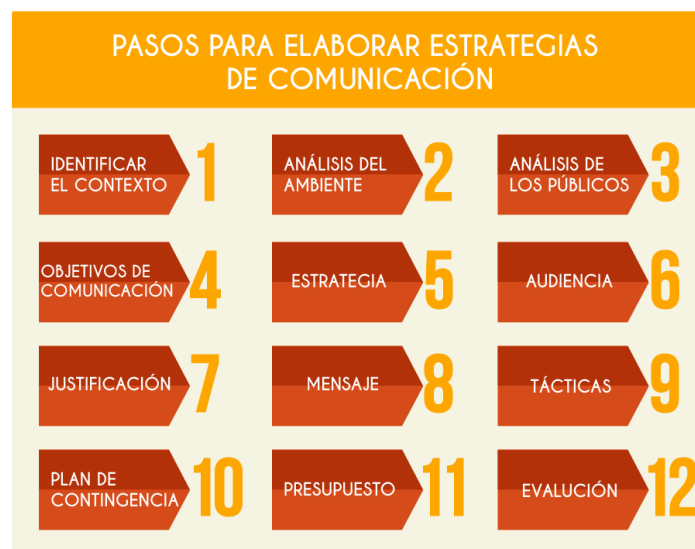 PASOS PARA ELABORAR ESTRATEGIAS
DE COMUNICACIÓN
IDENTIFICAR
EL CONTEXTO
1
ANÁLISIS DEL
AMBIENTE
2
ANÁLISIS DE
LOS PÚBLICOS
3
OBJETIVOS DE
COMUNICACIÓN
4
ESTRATEGIA
5
AUDIENCIA
6
JUSTIFICACIÓN
7
MENSAJE
8
TÁCTICAS
9
PLAN DE
CONTINGENCIA
10
PRESUPUESTO
11
EVALUCIÓN
12